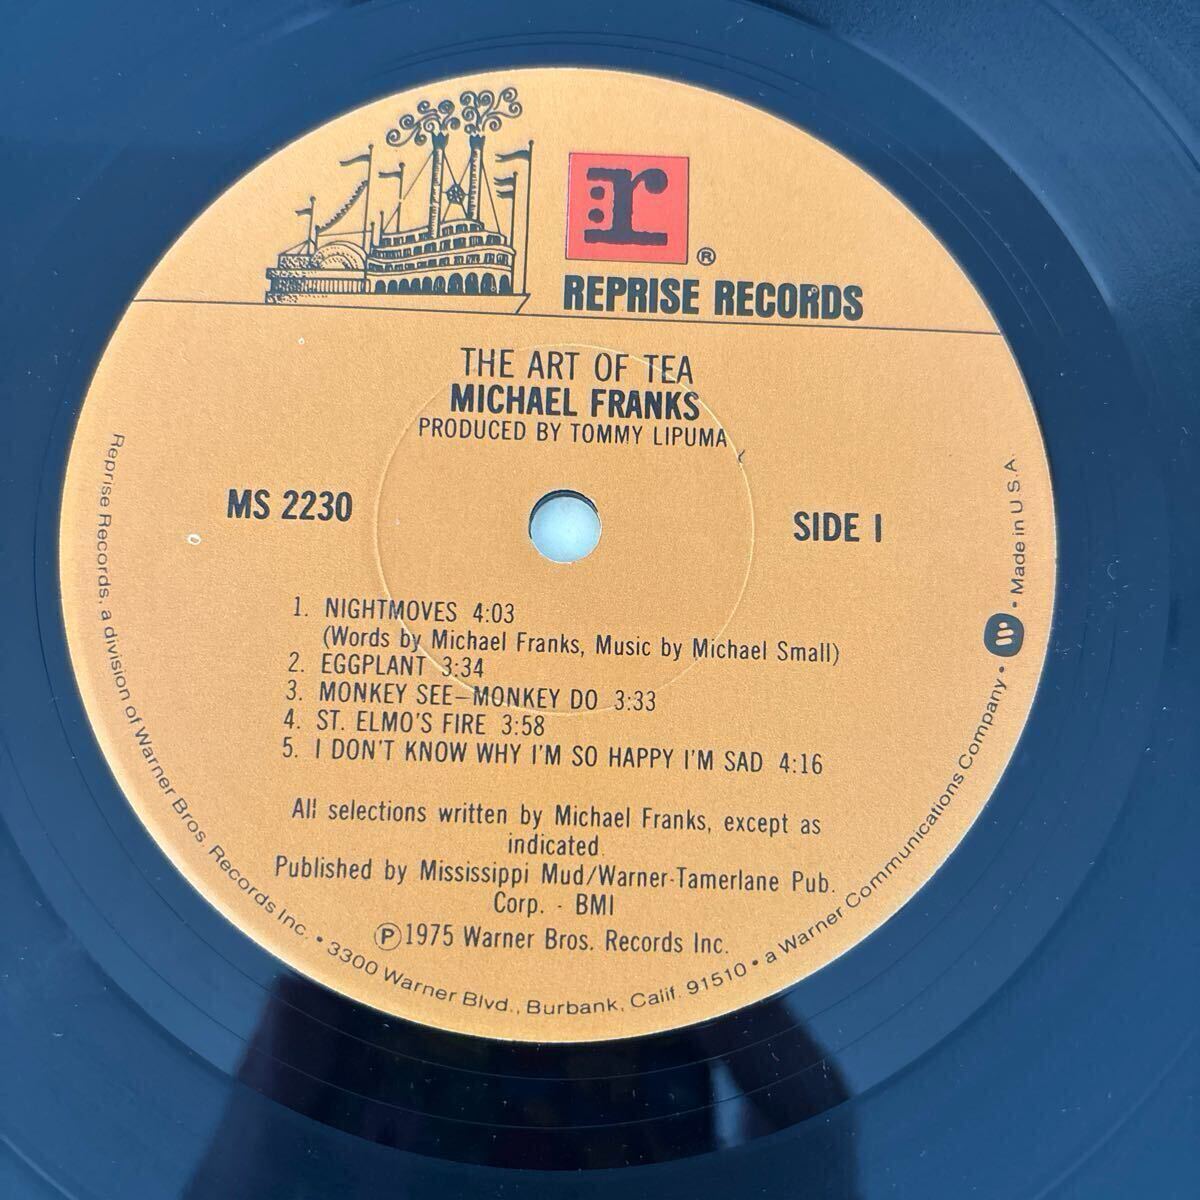 r
®
REPRISE RECORDS
THE ART OF TEA
MICHAEL FRANKS
PRODUCED BY TOMMY LIPUMA
MS 2230
SIDE 1
1. NIGHTMOVES 4:03
(Words by Michael Franks, Music by Michael Small)
2. EGGPLANT 3:34
3. MONKEY SEE—MONKEY DO 3:33
4. ST. ELMO'S FIRE 3:58
5. I DON'T KNOW WHY I'M SO HAPPY I'M SAD 4:16
All selections written by Michael Franks, except as
indicated.
Published by Mississippi Mud/Warner-Tamerlane Pub.
Corp. - BMI
Ⓟ1975 Warner Bros. Records Inc.
Reprise Records, a division of Warner Bros. Records Inc. • 3300 Warner Blvd., Burbank, Calif. 91510 • a Warner Communications Company • W • Made in U.S.A.